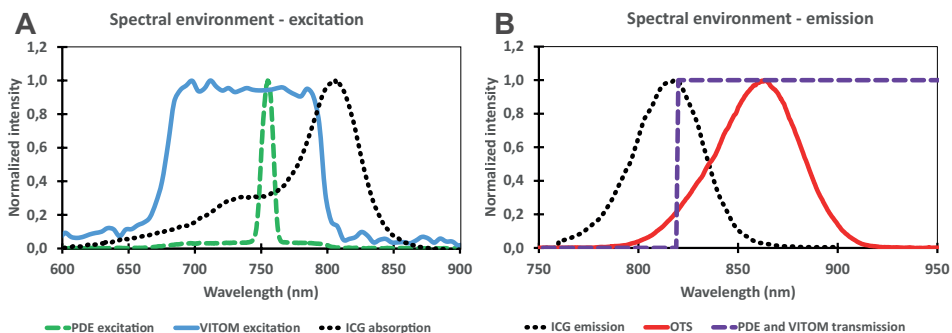 A
Spectral environment - excitation
1,2
1,0
0,8
0,6
0,4
0,2
0,0
Normalized intensity
600 650 700 750 800 850 900
Wavelength (nm)
PDE excitation VITOM excitation ICG absorption
B
Spectral environment - emission
1,2
1,0
0,8
0,6
0,4
0,2
0,0
Normalized intensity
750 800 850 900 950
Wavelength (nm)
ICG emission OTS PDE and VITOM transmission